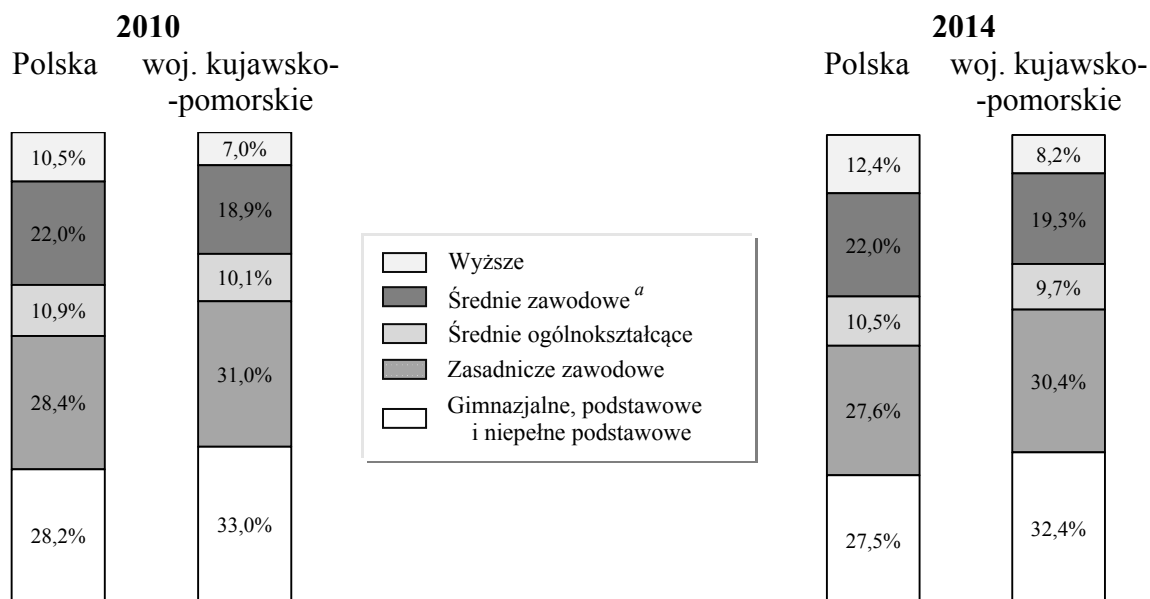 2010
Polska
woj. kujawsko-
-pomorskie
10,5%
22,0%
10,9%
28,4%
28,2%
7,0%
18,9%
10,1%
31,0%
33,0%
Wyższe
Średnie zawodowe a
Średnie ogólnokształcące
Zasadnicze zawodowe
Gimnazjalne, podstawowe
i niepełne podstawowe
2014
Polska
woj. kujawsko-
-pomorskie
12,4%
22,0%
10,5%
27,6%
27,5%
8,2%
19,3%
9,7%
30,4%
32,4%